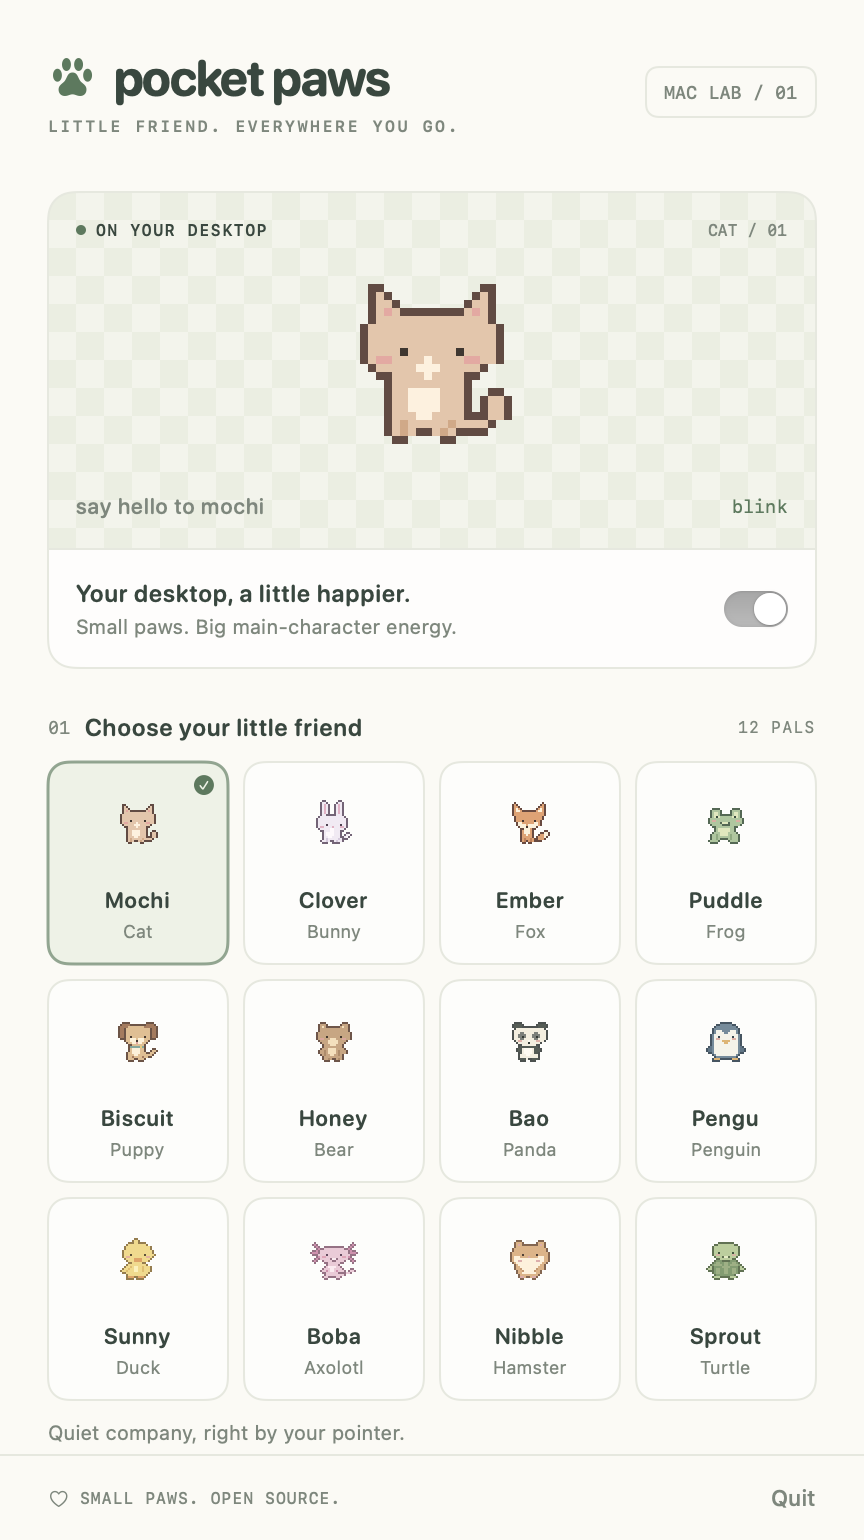 pocket paws
LITTLE FRIEND. EVERYWHERE YOU GO.
MAC LAB / 01
ON YOUR DESKTOP
CAT / 01
say hello to mochi
blink
Your desktop, a little happier.
Small paws. Big main-character energy.
01 Choose your little friend
12 PALS
Mochi
Cat
Clover
Bunny
Ember
Fox
Puddle
Frog
Biscuit
Puppy
Honey
Bear
Bao
Panda
Pengu
Penguin
Sunny
Duck
Boba
Axolotl
Nibble
Hamster
Sprout
Turtle
Quiet company, right by your pointer.
SMALL PAWS. OPEN SOURCE.
Quit